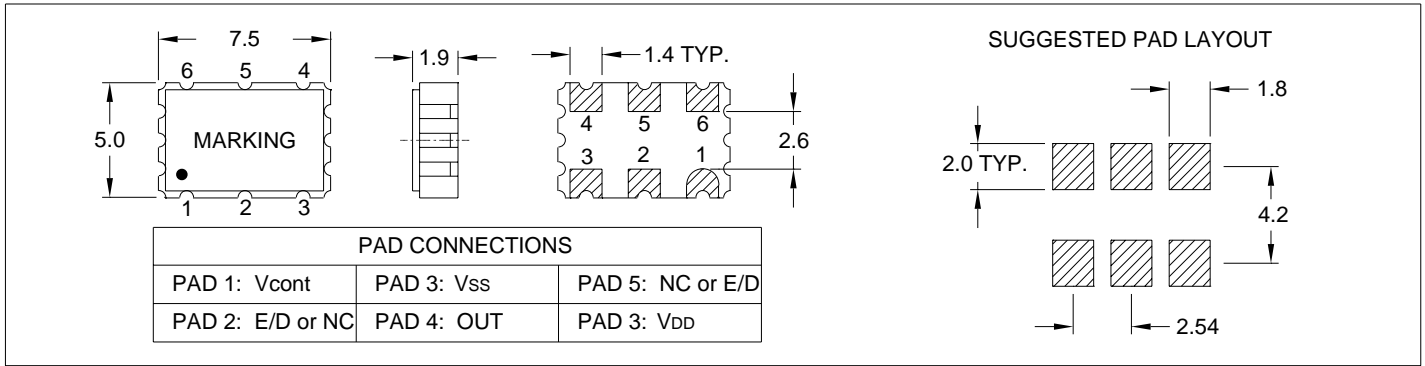 7.5
6 5 4
5.0
MARKING
1 2 3
1.9
1.4 TYP.
4 5 6
3 2 1
2.6
SUGGESTED PAD LAYOUT
1.8
2.0 TYP.
4.2
2.54
PAD CONNECTIONS
PAD 1: Vcont PAD 3: Vss PAD 5: NC or E/D
PAD 2: E/D or NC PAD 4: OUT PAD 3: VDD